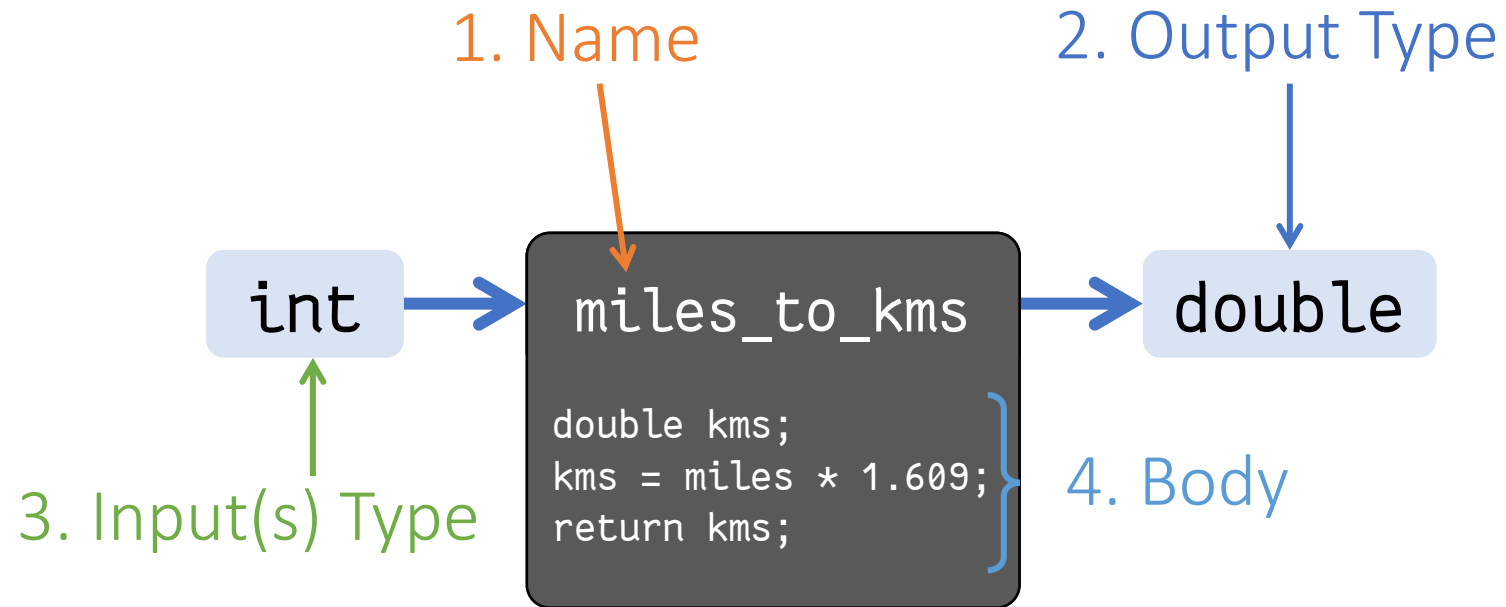 1. Name
2. Output Type
int
miles_to_kms
double
double kms;
kms = miles * 1.609;
return kms;
3. Input(s) Type
4. Body